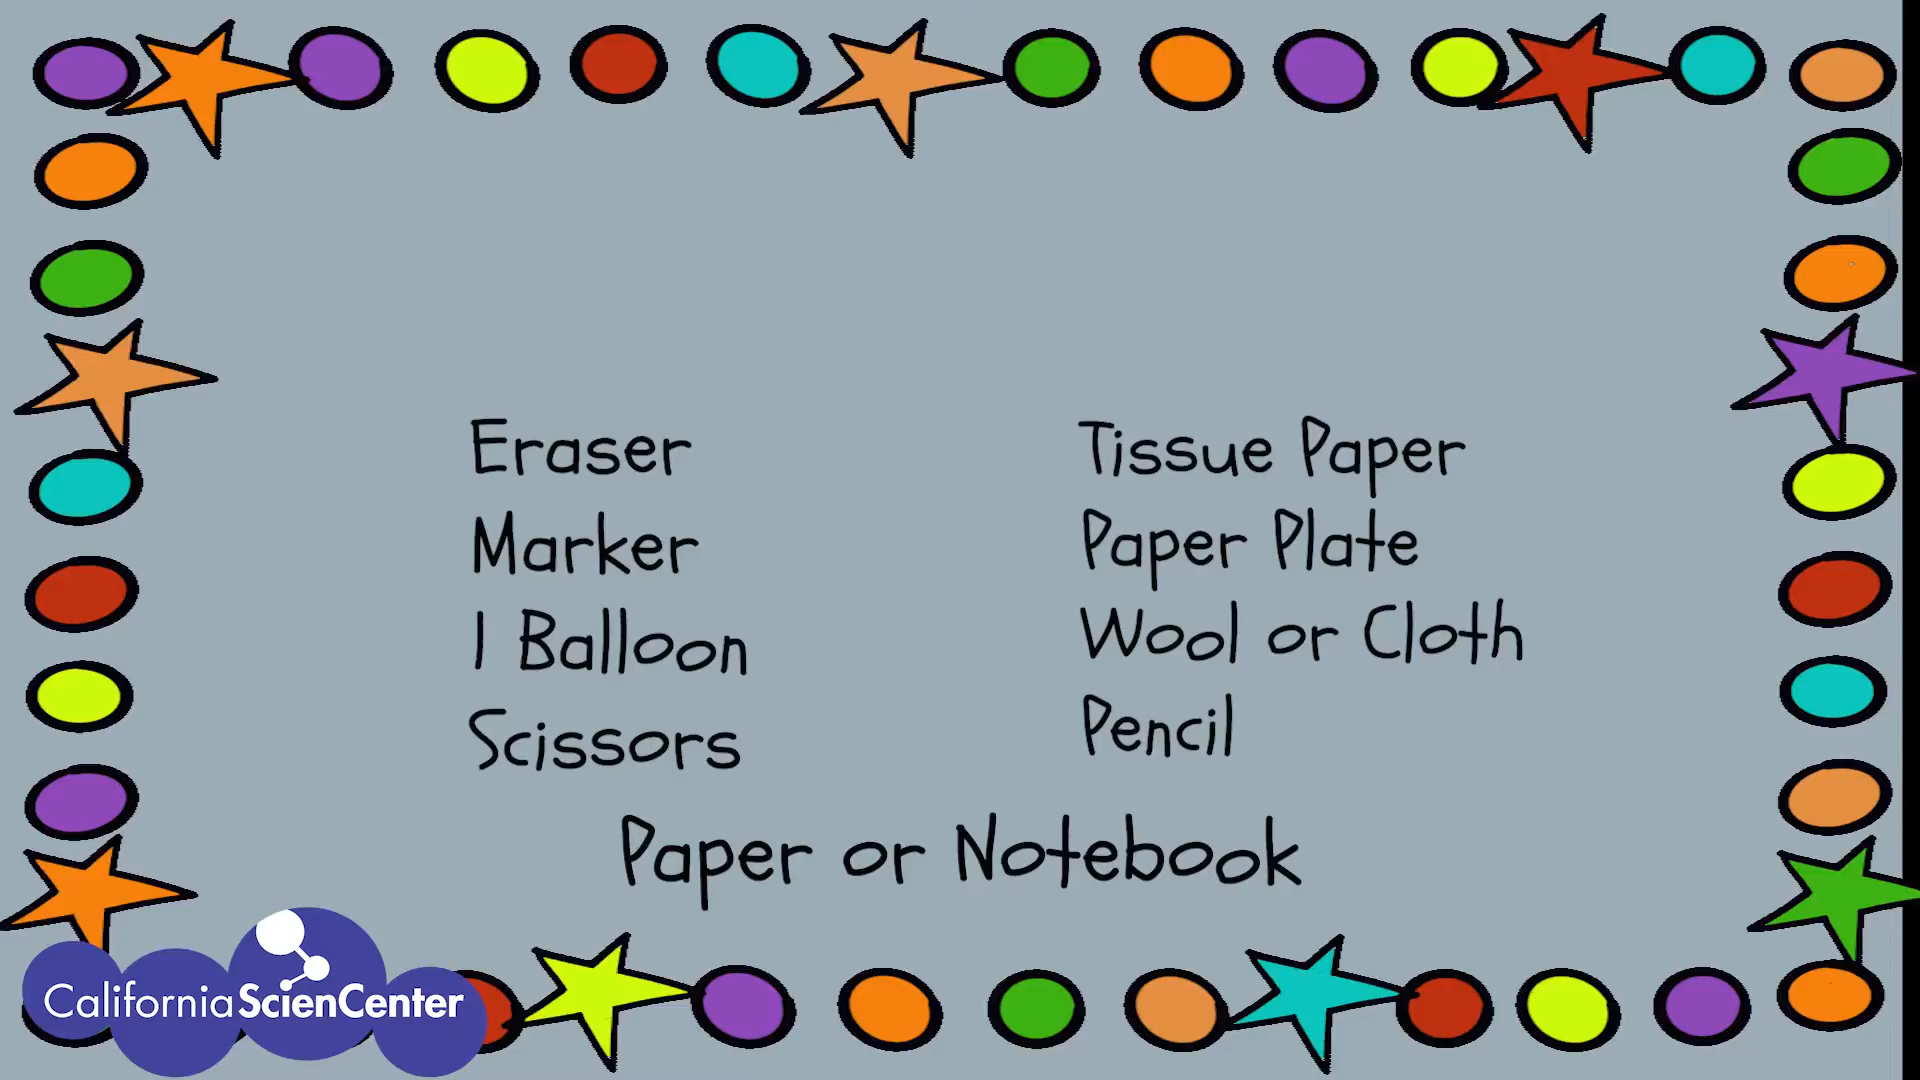 Eraser
Marker
1 Balloon
Scissors
Tissue Paper
Paper Plate
Wool or Cloth
Pencil
Paper or Notebook
California ScienCenter